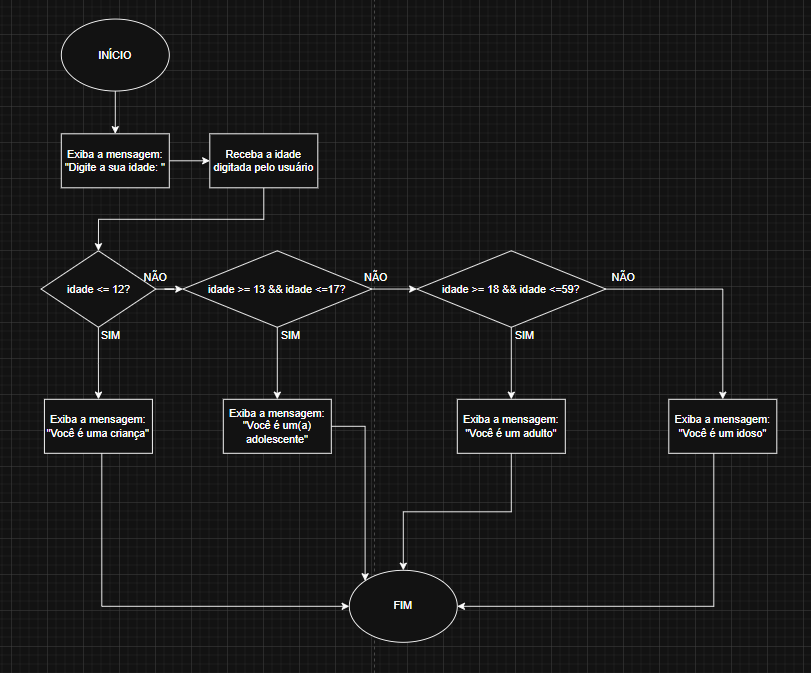 INÍCIO
Exiba a mensagem:
"Digite a sua idade: "
Receba a idade
digitada pelo usuário
idade <= 12?
NÃO
SIM
idade >= 13 && idade <=17?
NÃO
SIM
idade >= 18 && idade <=59?
NÃO
SIM
Exiba a mensagem:
"Você é uma criança"
Exiba a mensagem:
"Você é um(a)
adolescente"
Exiba a mensagem:
"Você é um adulto"
Exiba a mensagem:
"Você é um idoso"
FIM